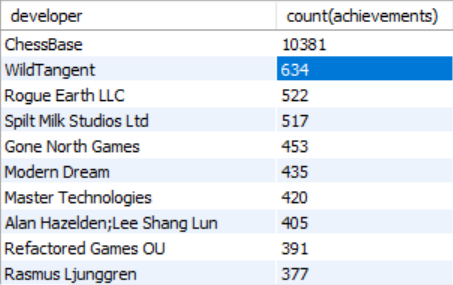 developer count(achievements)
ChessBase 10381
WildTangent 634
Rogue Earth LLC 522
Spilt Milk Studios Ltd 517
Gone North Games 453
Modern Dream 435
Master Technologies 420
Alan Hazelden;Lee Shang Lun 405
Refactored Games OU 391
Rasmus Ljunggren 377